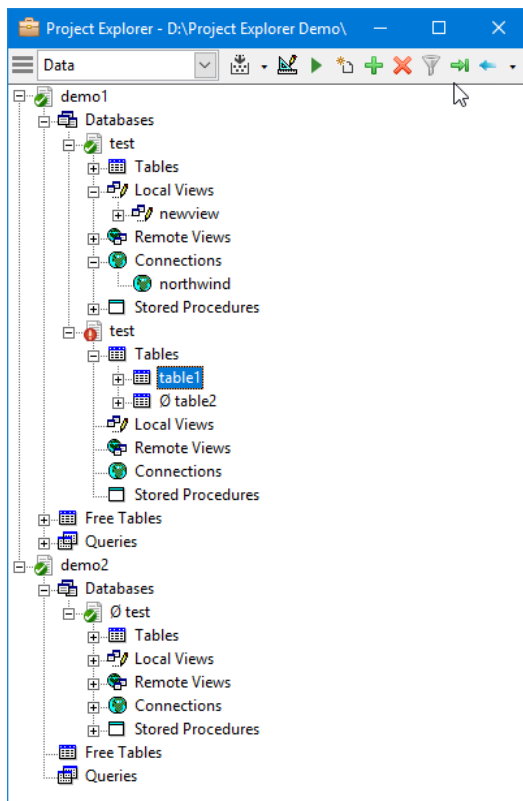 Project Explorer - D:\Project Explorer Demo\
Data
demo1
Databases
test
Tables
Local Views
newview
Remote Views
Connections
northwind
Stored Procedures
test
Tables
table1
Ø table2
Local Views
Remote Views
Connections
Stored Procedures
Free Tables
Queries
demo2
Databases
Ø test
Tables
Local Views
Remote Views
Connections
Stored Procedures
Free Tables
Queries